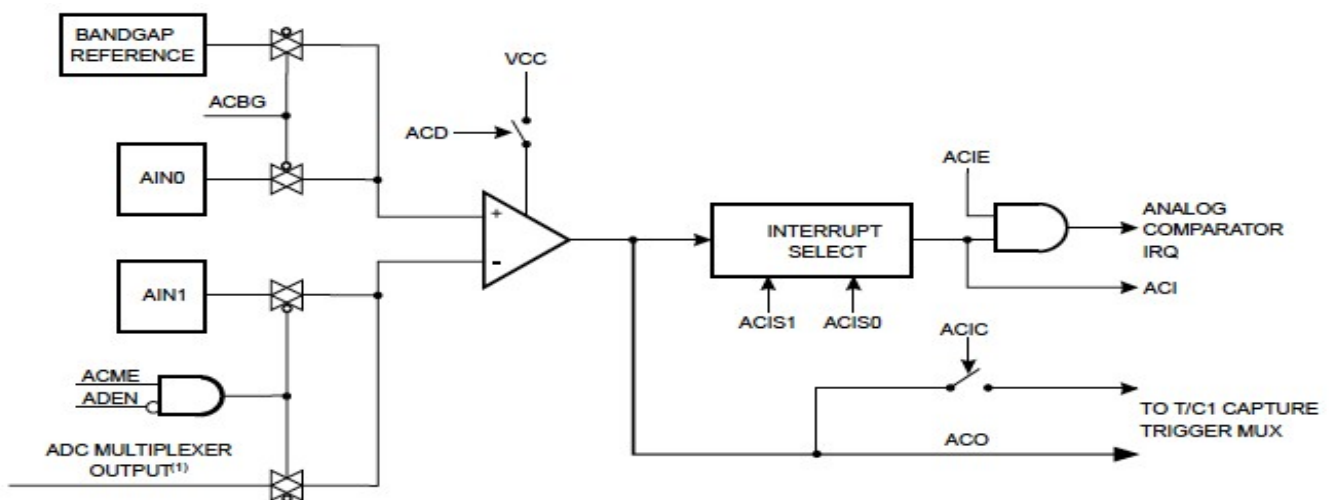 BANDGAP
REFERENCE
ACBG
VCC
ACD
AIN0
ACIE
+
-
INTERRUPT
SELECT
ANALOG
COMPARATOR
IRQ
AIN1
ACI
ACIS1
ACIS0
ACIC
ACME
ADEN
TO T/C1 CAPTURE
TRIGGER MUX
ACO
ADC MULTIPLEXER
OUTPUT(1)